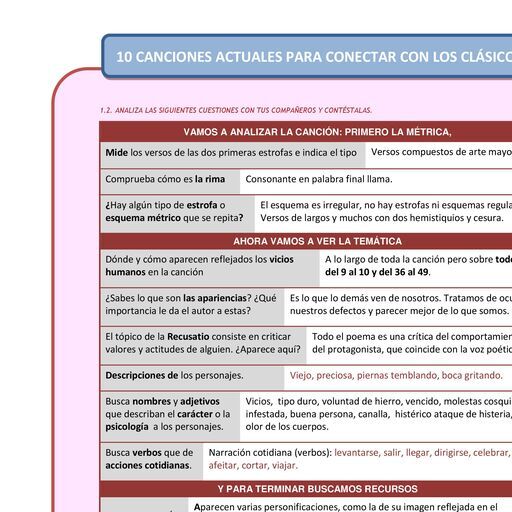 10 CANCIONES ACTUALES PARA CONECTAR CON LOS
1.2. ANALIZA LAS SIGUIENTES CUESTIONES CON TUS COMPAÑEROS Y CONTÉSTALAS.
VAMOS A ANALIZAR LA CANCIÓN: PRIMERO LA MÉTRICA,
Mide los versos de las dos primeras estrofas e indica el tipo
Versos compuestos de arte
Comprueba cómo es la rima
Consonante en palabra final llama.
¿Hay algún tipo de estrofa o
esquema métrico que se repita?
El esquema es irregular, no hay estrofas ni esquemas
Versos de largos y muchos con dos hemistiquios y cesura.
AHORA VAMOS A VER LA TEMÁTICA
Dónde y cómo aparecen reflejados los vicios
humanos en la canción
A lo largo de toda la canción pero sobre
del 9 al 10 y del 36 al 49.
¿Sabes lo que son las apariencias? ¿Qué
importancia le da el autor a estas?
Es lo que lo demás ven de nosotros. Tratamos de
nuestros defectos y parecer mejor de lo que somos.
El tópico de la Recusatio consiste en criticar
valores y actitudes de alguien. ¿Aparece aquí?
Todo el poema es una crítica del
del protagonista, que coincide con la voz
Descripciones de los personajes.
Viejo, preciosa, piernas temblando, boca gritando.
Busca nombres y adjetivos
que describan el carácter o la
psicología a los personajes.
Vicios, tipo duro, voluntad de hierro, vencido, molestas
infestada, buena persona, canalla, histérico ataque de histeria,
olor de los cuerpos.
Busca verbos que de
acciones cotidianas.
Narración cotidiana (verbos): levantarse, salir, llegar, dirigirse, celebrar,
afeitar, cortar, viajar.
Y PARA TERMINAR BUSCAMOS RECURSOS
Aparecen varias personificaciones, como la de su imagen reflejada en el